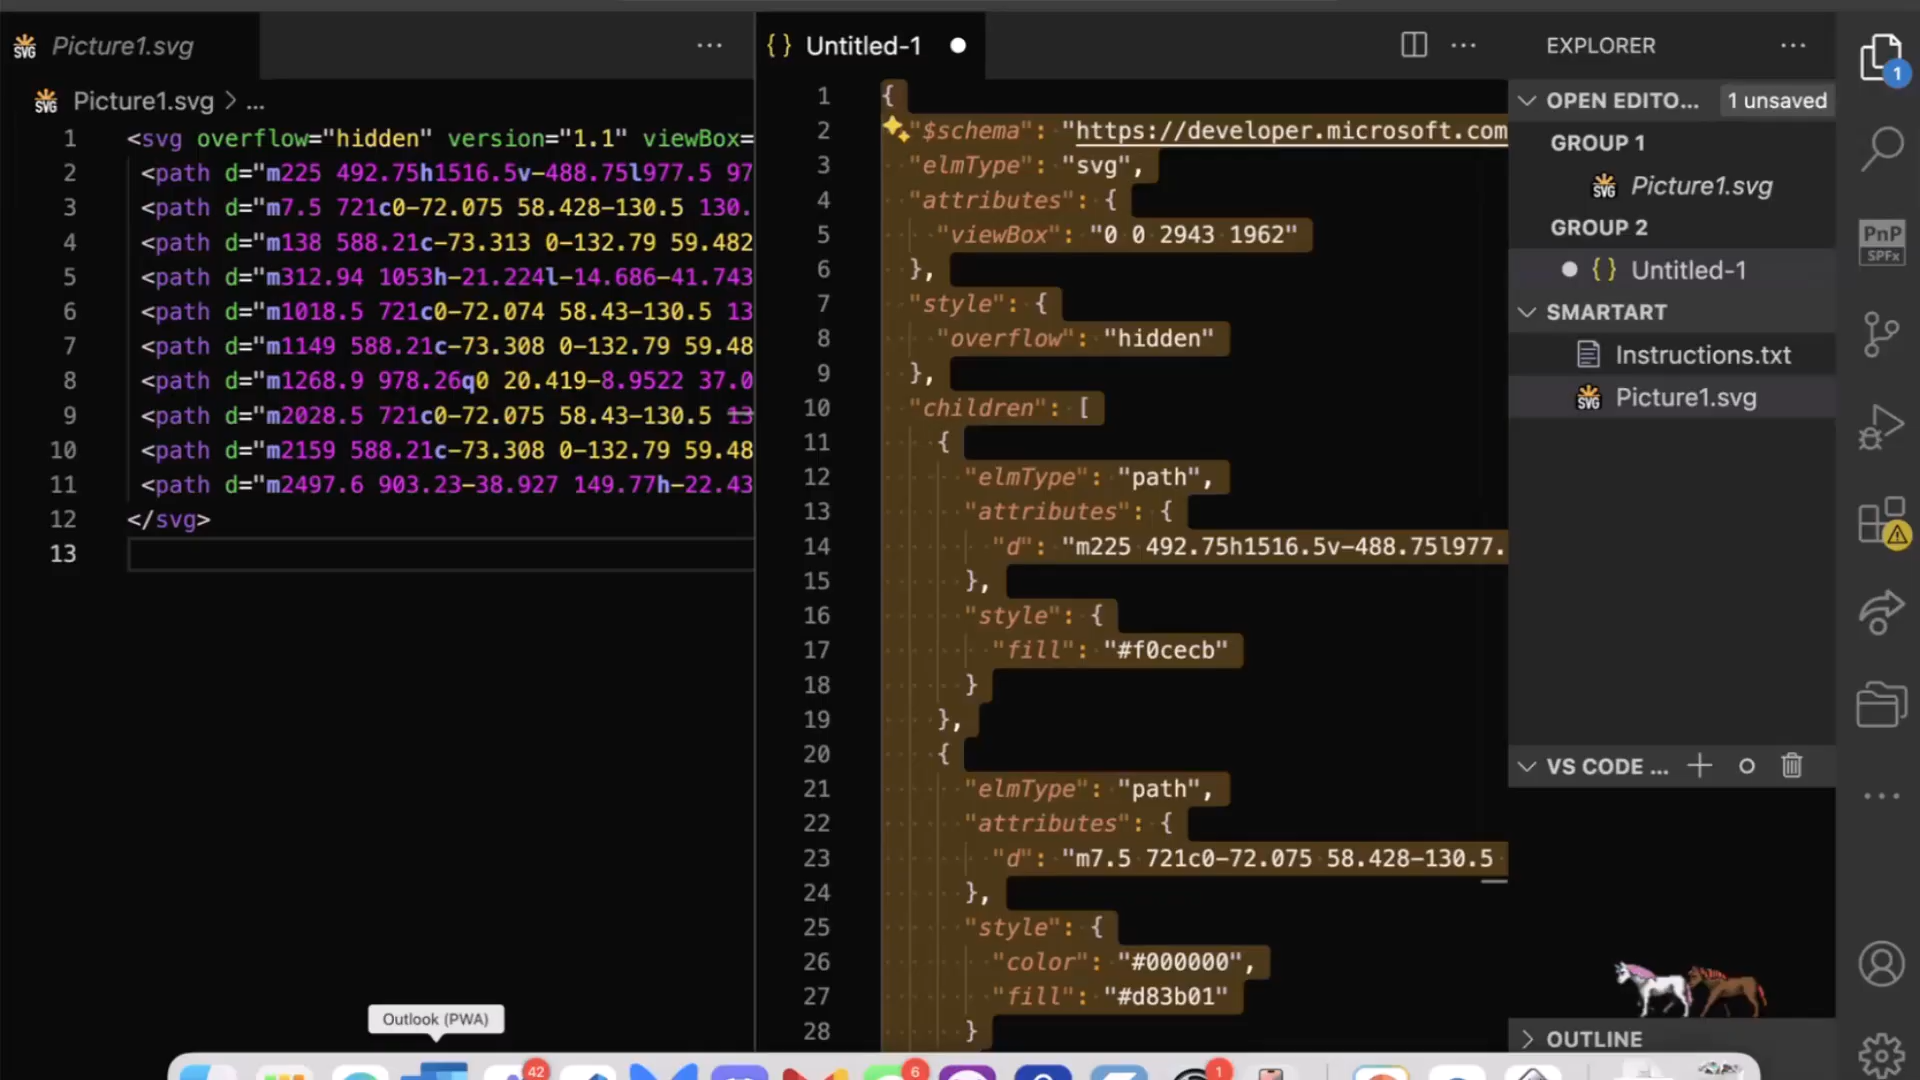 Picture1.svg
Picture1.svg > ...
1 <svg overflow="hidden" version="1.1" viewBox=
2 <path d="m225 492.75h1516.5v-488.75l977.5 97
3 <path d="m7.5 721c0-72.075 58.428-130.5 130.
4 <path d="m138 588.21c-73.313 0-132.79 59.482
5 <path d="m312.94 1053h-21.224l-14.686-41.743
6 <path d="m1018.5 721c0-72.074 58.43-130.5 13
7 <path d="m1149 588.21c-73.308 0-132.79 59.48
8 <path d="m1268.9 978.26q0 20.419-8.9522 37.0
9 <path d="m2028.5 721c0-72.075 58.43-130.5 13
10 <path d="m2159 588.21c-73.308 0-132.79 59.48
11 <path d="m2497.6 903.23-38.927 149.77h-22.43
12 </svg>
13
{ } Untitled-1
1 {
2 "$schema": "https://developer.microsoft.com
3 "elmType": "svg",
4 "attributes": {
5 "viewBox": "0 0 2943 1962"
6 },
7 "style": {
8 "overflow": "hidden"
9 },
10 "children": [
11 {
12 "elmType": "path",
13 "attributes": {
14 "d": "m225 492.75h1516.5v-488.75l977.
15 },
16 "style": {
17 "fill": "#f0cecb"
18 }
19 },
20 {
21 "elmType": "path",
22 "attributes": {
23 "d": "m7.5 721c0-72.075 58.428-130.5
24 },
25 "style": {
26 "color": "#000000",
27 "fill": "#d83b01"
28 }
EXPLORER
OPEN EDITO... 1 unsaved
GROUP 1
Picture1.svg
GROUP 2
{ } Untitled-1
SMARTART
Instructions.txt
Picture1.svg
VS CODE ...
OUTLINE
1
PnP
SPFx
Outlook (PWA)
42
6
1